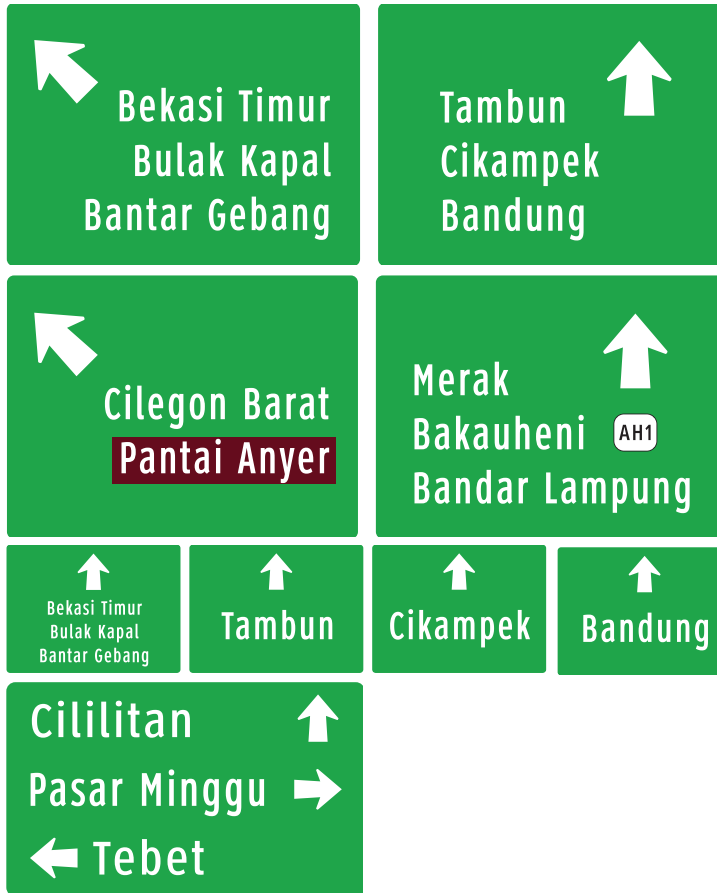 Bekasi Timur
Bulak Kapal
Bantar Gebang
Tambun
Cikampek
Bandung
Cilegon Barat
Pantai Anyer
Merak
Bakauheni AH1
Bandar Lampung
Bekasi Timur
Bulak Kapal
Bantar Gebang
Tambun
Cikampek
Bandung
Cililitan
Pasar Minggu
Tebet